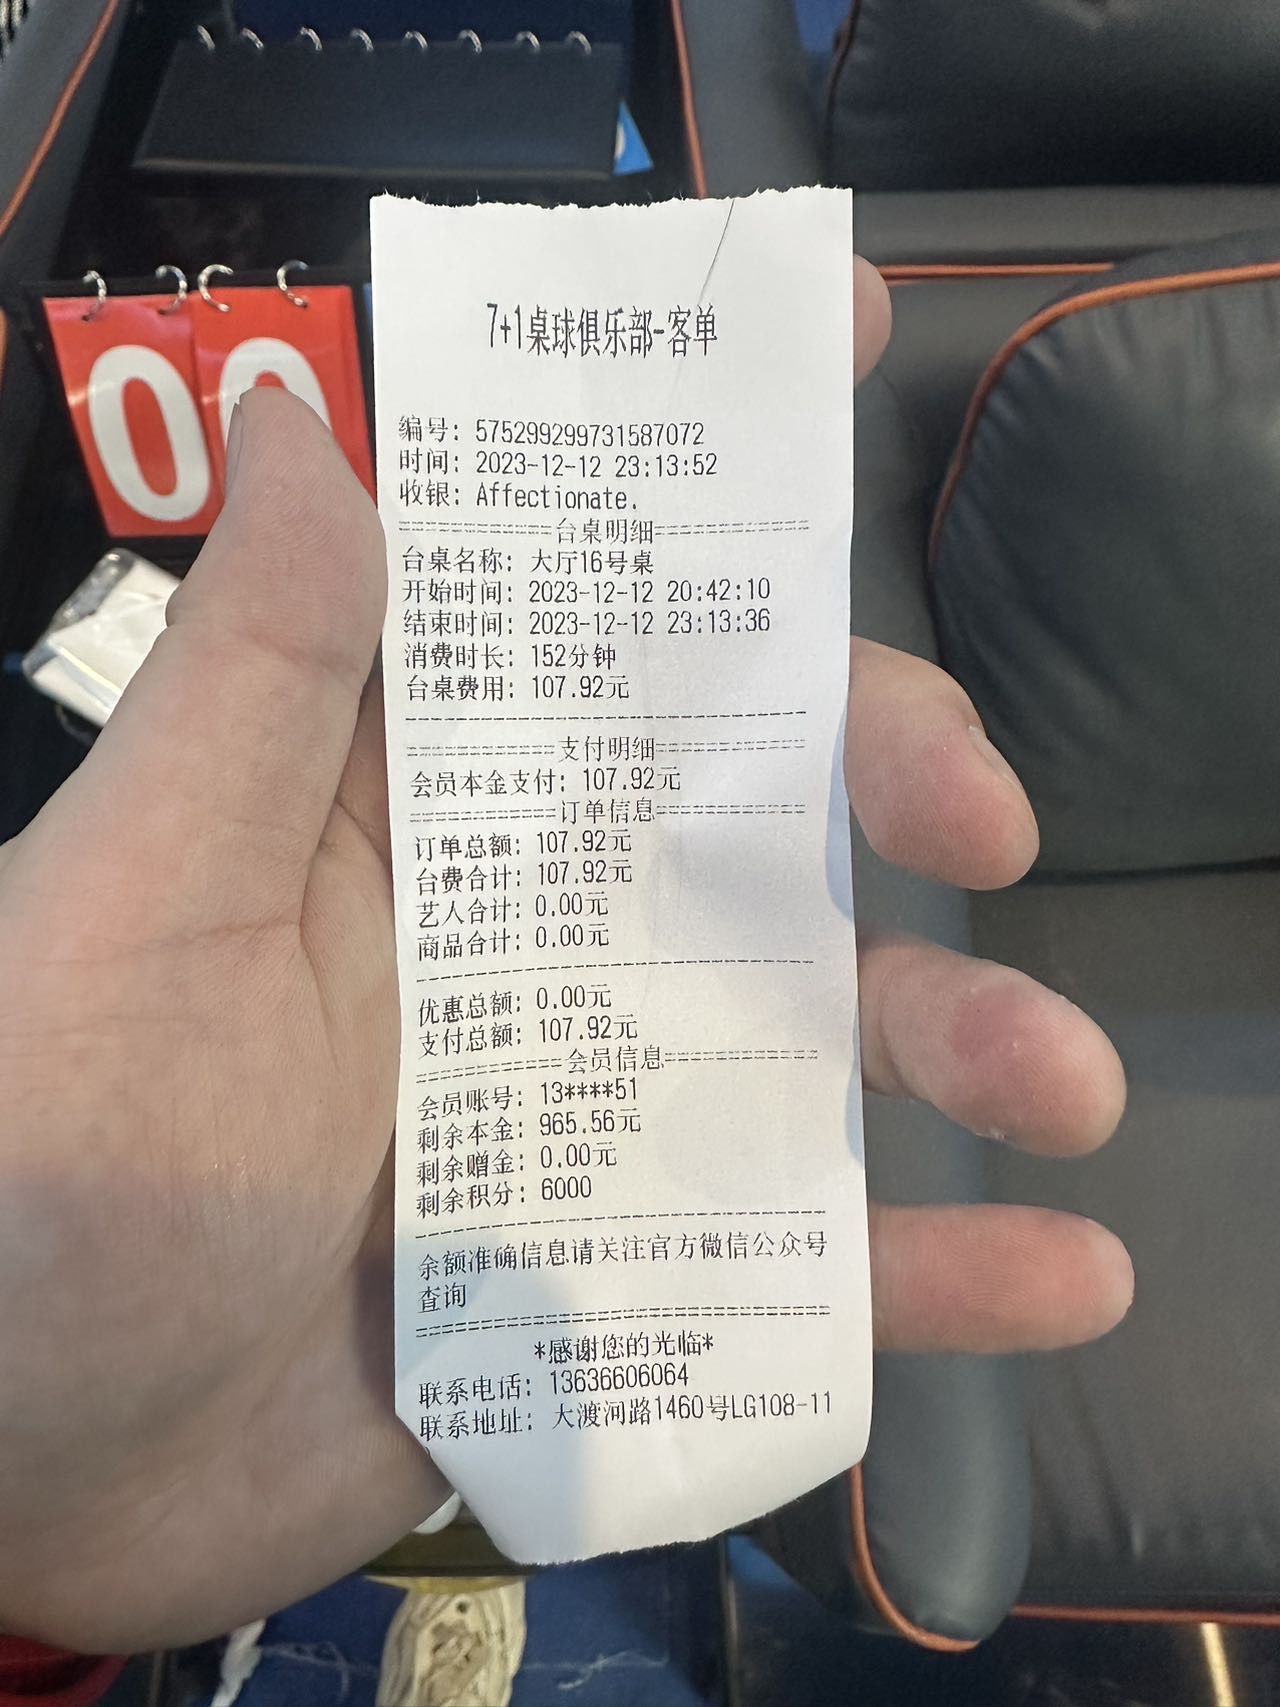 00
7+1桌球俱乐部-客单
编号: 575299299731587072
时间: 2023-12-12 23:13:52
收银: Affectionate.
===========台桌明细===========
台桌名称: 大厅16号桌
开始时间: 2023-12-12 20:42:10
结束时间: 2023-12-12 23:13:36
消费时长: 152分钟
台桌费用: 107.92元
--------------------------------
===========支付明细===========
会员本金支付: 107.92元
===========订单信息===========
订单总额: 107.92元
台费合计: 107.92元
艺人合计: 0.00元
商品合计: 0.00元
--------------------------------
优惠总额: 0.00元
支付总额: 107.92元
===========会员信息===========
会员账号: 13****51
剩余本金: 965.56元
剩余赠金: 0.00元
剩余积分: 6000
--------------------------------
余额准确信息请关注官方微信公众号
查询
================================
*感谢您的光临*
联系电话: 13636606064
联系地址: 大渡河路1460号LG108-11